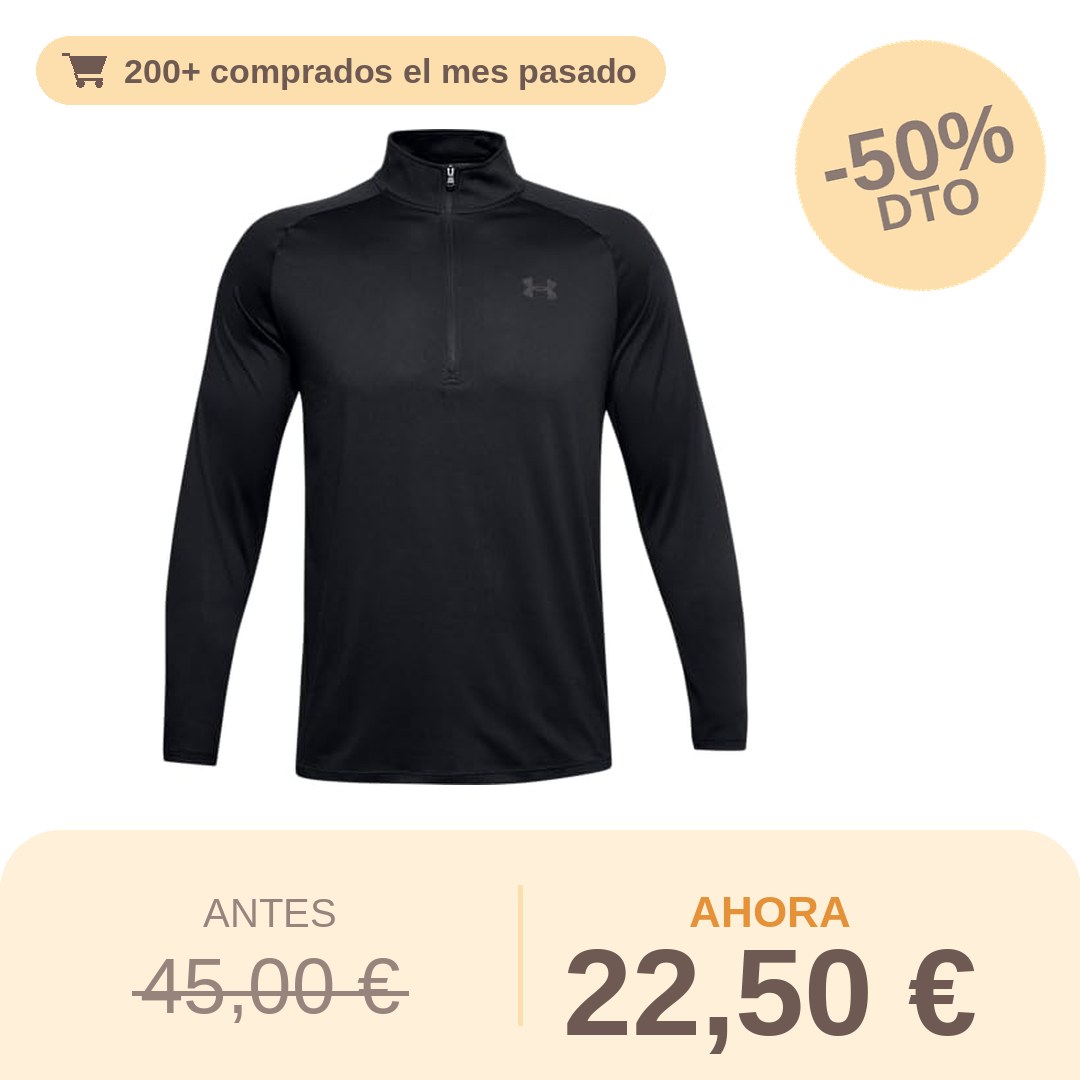 200+ comprados el mes pasado
-50%
DTO
ANTES
45,00 €
AHORA
22,50 €